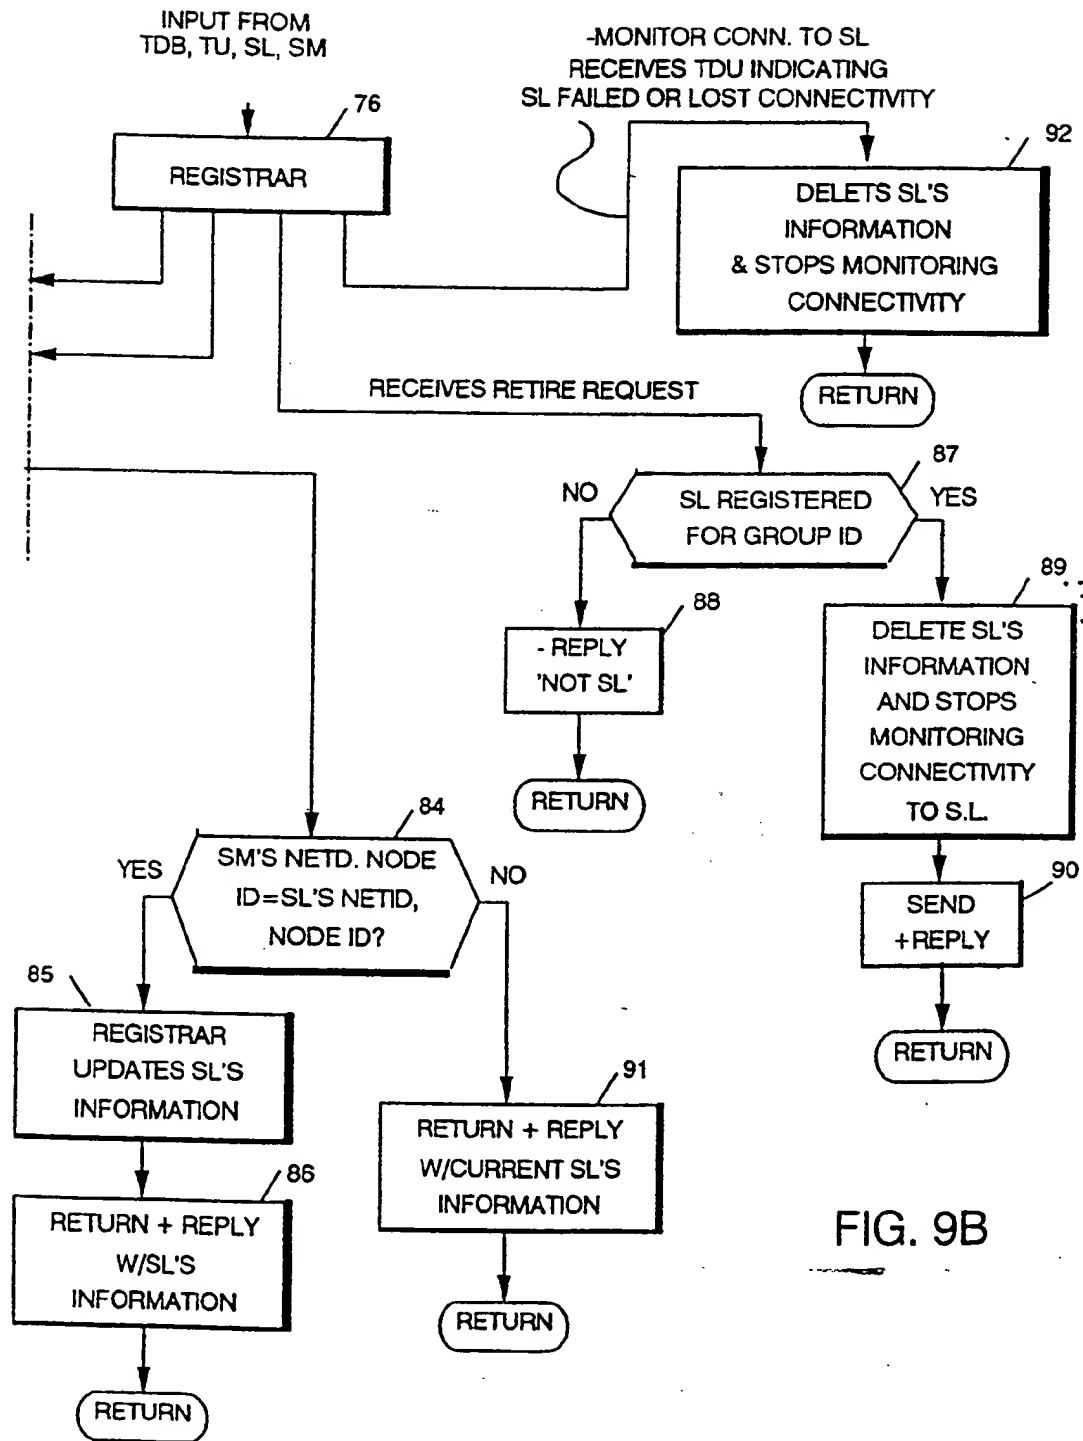 INPUT FROM
TDB, TU, SL, SM
76
REGISTRAR
-MONITOR CONN. TO SL
RECEIVES TDU INDICATING
SL FAILED OR LOST CONNECTIVITY
92
DELETS SL'S
INFORMATION
& STOPS MONITORING
CONNECTIVITY
RETURN
RECEIVES RETIRE REQUEST
87
NO
SL REGISTERED
FOR GROUP ID
YES
88
- REPLY
'NOT SL'
RETURN
89
DELETE SL'S
INFORMATION
AND STOPS
MONITORING
CONNECTIVITY
TO S.L.
90
SEND
+REPLY
RETURN
84
YES
SM'S NETD. NODE
ID=SL'S NETID,
NODE ID?
NO
85
REGISTRAR
UPDATES SL'S
INFORMATION
86
RETURN + REPLY
W/SL'S
INFORMATION
RETURN
91
RETURN + REPLY
W/CURRENT SL'S
INFORMATION
RETURN
FIG. 9B